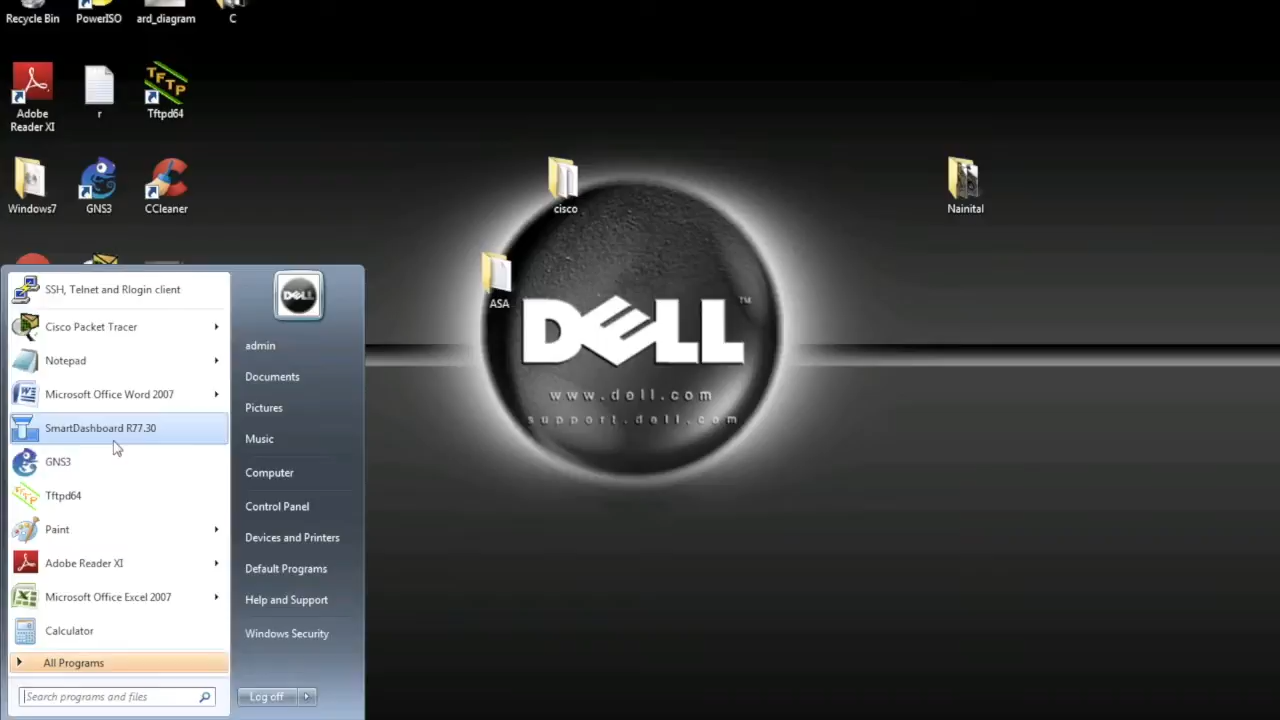 Recycle Bin
PowerISO
ard_diagram
C
TFTP
Adobe
Reader XI
r
Tftpd64
Windows7
GNS3
CCleaner
cisco
Nainital
ASA
DELL™
www.dell.com
support.dell.com
SSH, Telnet and Rlogin client
Cisco Packet Tracer
Notepad
Microsoft Office Word 2007
SmartDashboard R77.30
GNS3
Tftpd64
Paint
Adobe Reader XI
Microsoft Office Excel 2007
Calculator
All Programs
Search programs and files
DELL
admin
Documents
Pictures
Music
Computer
Control Panel
Devices and Printers
Default Programs
Help and Support
Windows Security
Log off